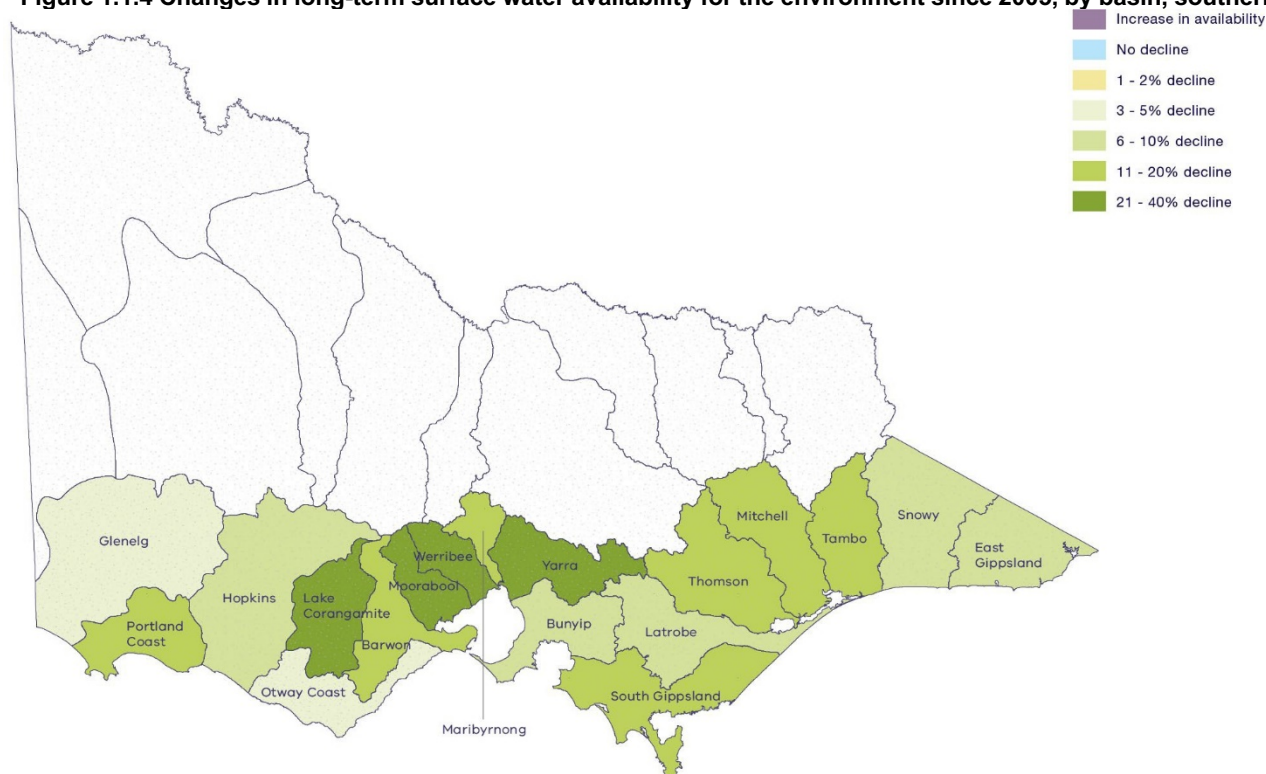 Figure 1.1.4 Changes in long-term surface water availability for the environment since 2005, by basin, southern
Increase in availability
No decline
1 - 2% decline
3 - 5% decline
6 - 10% decline
11 - 20% decline
21 - 40% decline
Glenelg
Portland
Coast
Hopkins
Lake
Corangamite
Otway Coast
Barwon
Moorabool
Werribee
Maribyrnong
Yarra
Bunyip
Latrobe
South Gippsland
Thomson
Mitchell
Tambo
Snowy
East
Gippsland